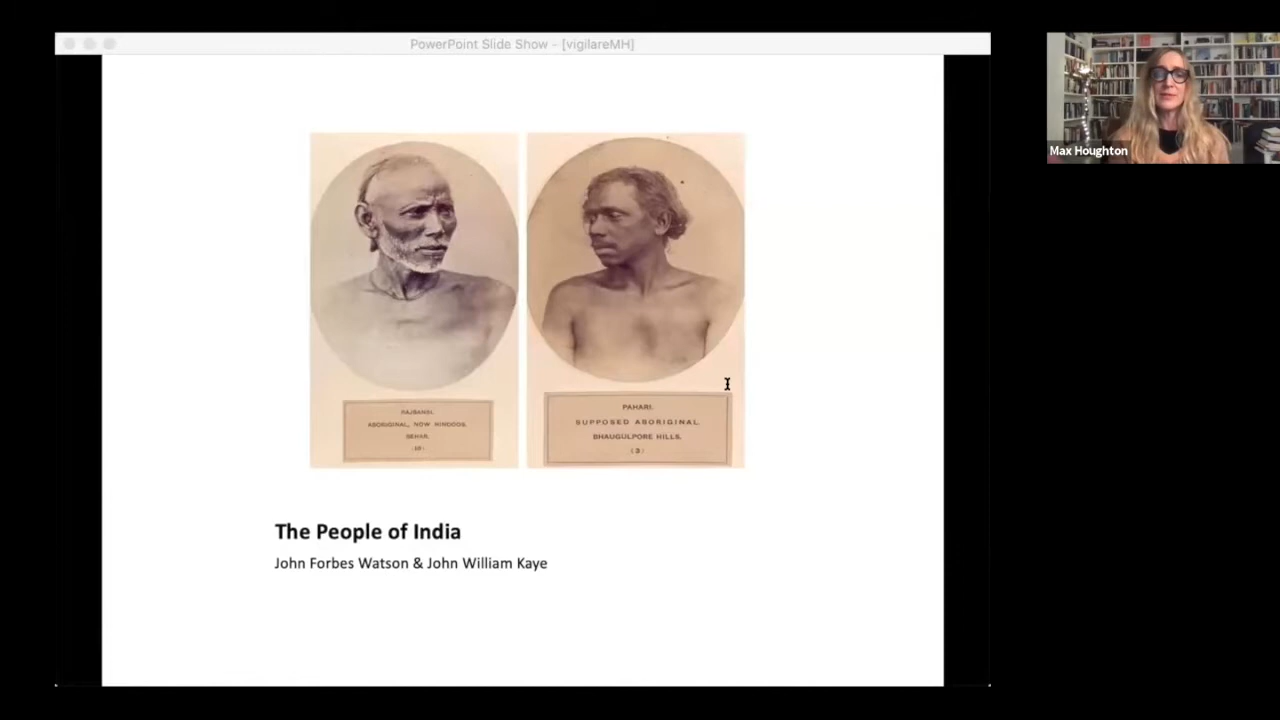 PowerPoint Slide Show - [vigilareMH]
Max Houghton
RAJBANSI.
ABORIGINAL, NOW HINDOOS.
BEHAR.
PAHARI.
SUPPOSED ABORIGINAL.
BHAUGULPORE HILLS.
(3)
The People of India
John Forbes Watson & John William Kaye